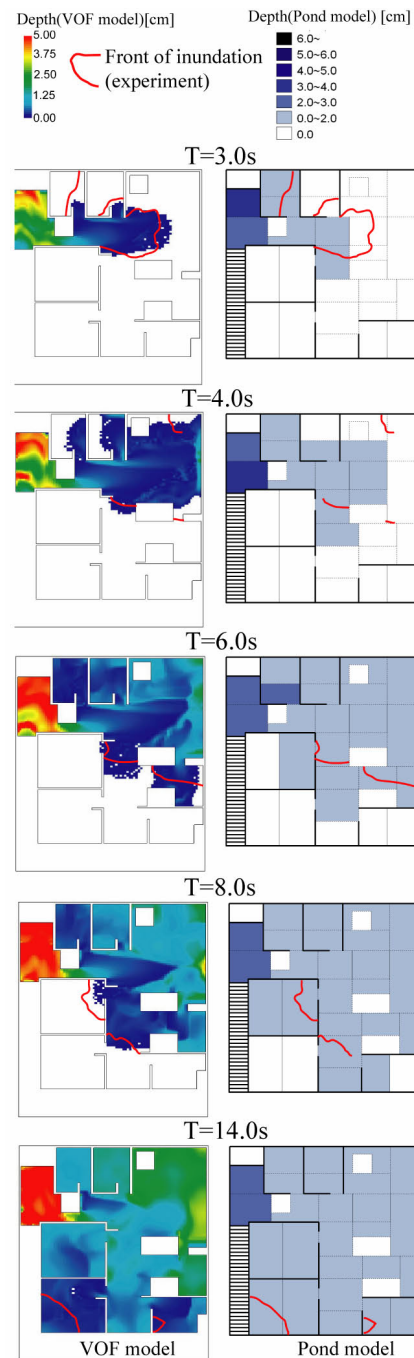 Depth(VOF model)[cm]
5.00
3.75
2.50
1.25
0.00
Front of inundation
(experiment)
Depth(Pond model) [cm]
6.0~
5.0~6.0
4.0~5.0
3.0~4.0
2.0~3.0
0.0~2.0
0.0
T=3.0s
T=4.0s
T=6.0s
T=8.0s
T=14.0s
VOF model
Pond model